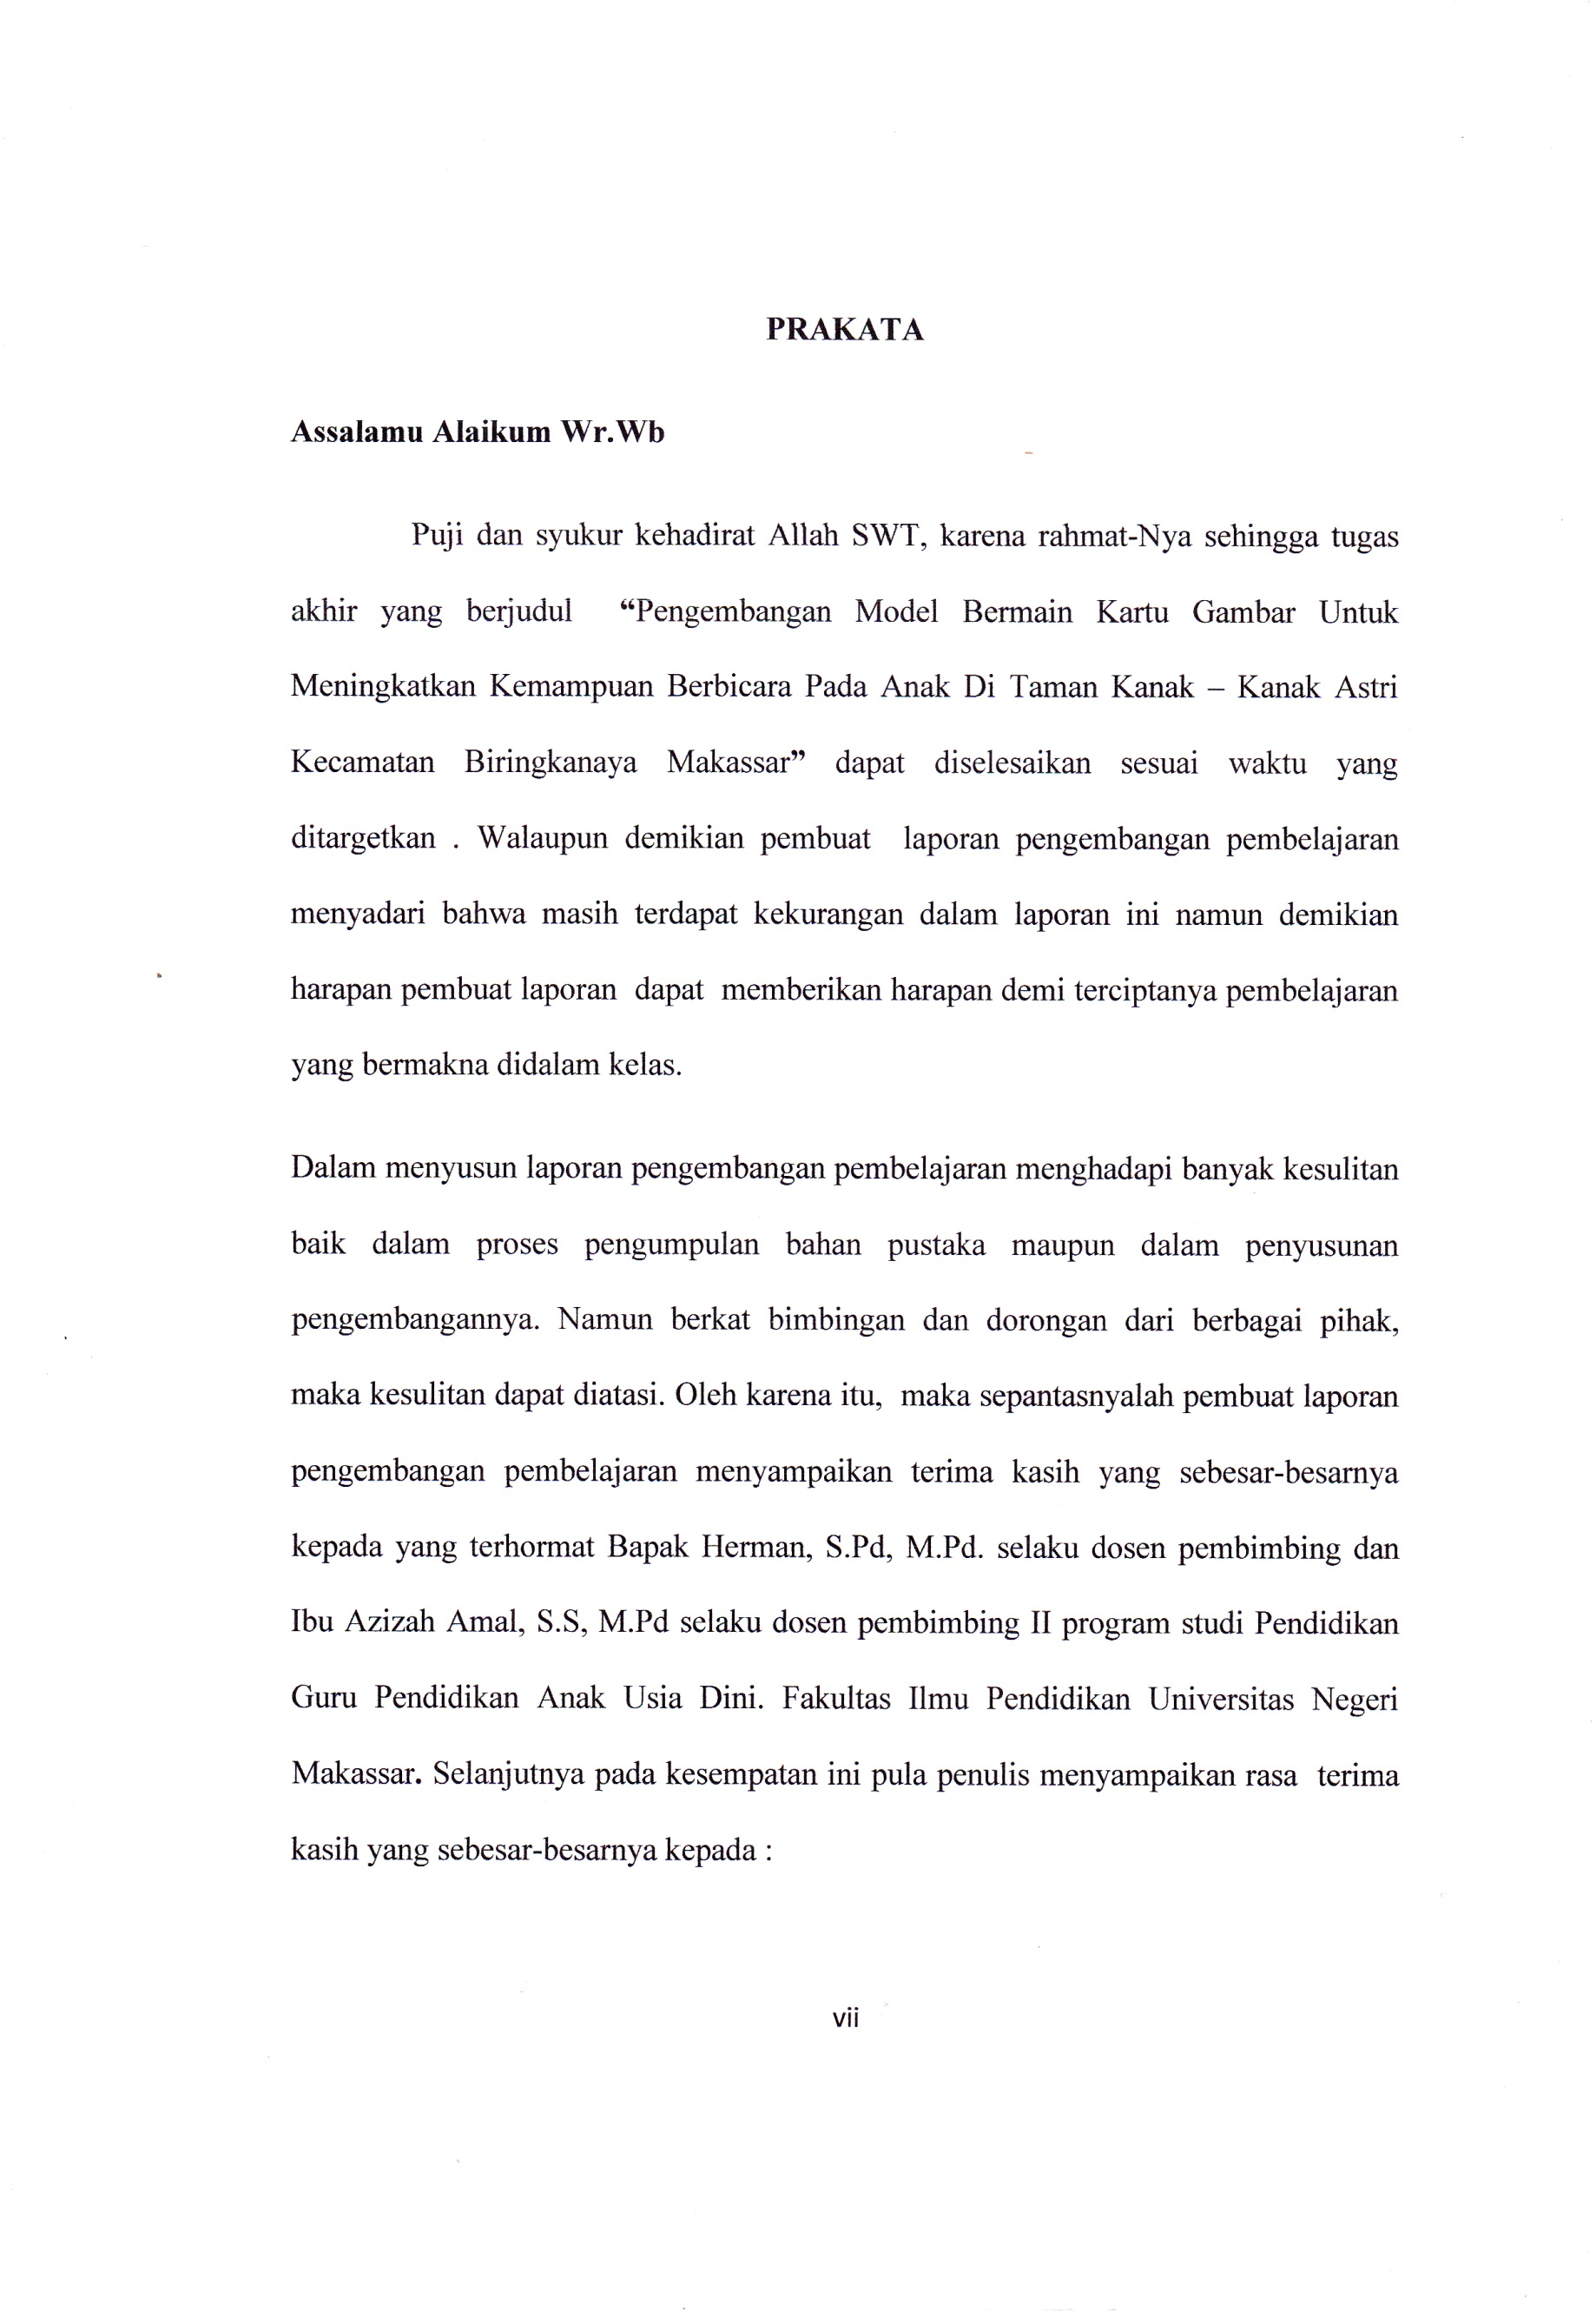 PRAKATA
Assalamu Alaikum Wr.Wb
Puji dan syukur kehadirat Allah SWT, karena rahmat-Nya sehingga tugas
akhir yang berjudul “Pengembangan Model Bermain Kartu Gambar Untuk
Meningkatkan Kemampuan Berbicara Pada Anak Di Taman Kanak – Kanak Astri
Kecamatan Biringkanaya Makassar” dapat diselesaikan sesuai waktu yang
ditargetkan . Walaupun demikian pembuat laporan pengembangan pembelajaran
menyadari bahwa masih terdapat kekurangan dalam laporan ini namun demikian
harapan pembuat laporan dapat memberikan harapan demi terciptanya pembelajaran
yang bermakna didalam kelas.
Dalam menyusun laporan pengembangan pembelajaran menghadapi banyak kesulitan
baik dalam proses pengumpulan bahan pustaka maupun dalam penyusunan
pengembangannya. Namun berkat bimbingan dan dorongan dari berbagai pihak,
maka kesulitan dapat diatasi. Oleh karena itu, maka sepantasnyalah pembuat laporan
pengembangan pembelajaran menyampaikan terima kasih yang sebesar-besarnya
kepada yang terhormat Bapak Herman, S.Pd, M.Pd. selaku dosen pembimbing dan
Ibu Azizah Amal, S.S, M.Pd selaku dosen pembimbing II program studi Pendidikan
Guru Pendidikan Anak Usia Dini. Fakultas Ilmu Pendidikan Universitas Negeri
Makassar. Selanjutnya pada kesempatan ini pula penulis menyampaikan rasa terima
kasih yang sebesar-besarnya kepada :
vii